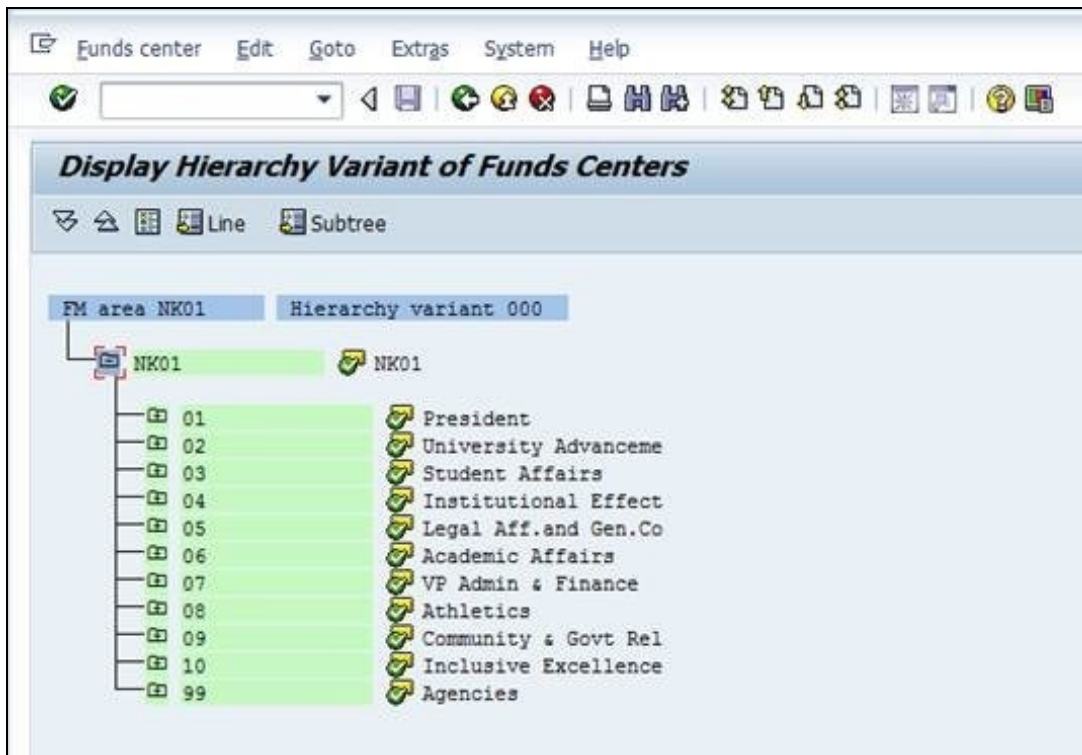 Funds center Edit Goto Extras System Help
Display Hierarchy Variant of Funds Centers
Line Subtree
FM area NK01 Hierarchy variant 000
NK01 NK01
01 President
02 University Advanceme
03 Student Affairs
04 Institutional Effect
05 Legal Aff.and Gen.Co
06 Academic Affairs
07 VP Admin & Finance
08 Athletics
09 Community & Govt Rel
10 Inclusive Excellence
99 Agencies